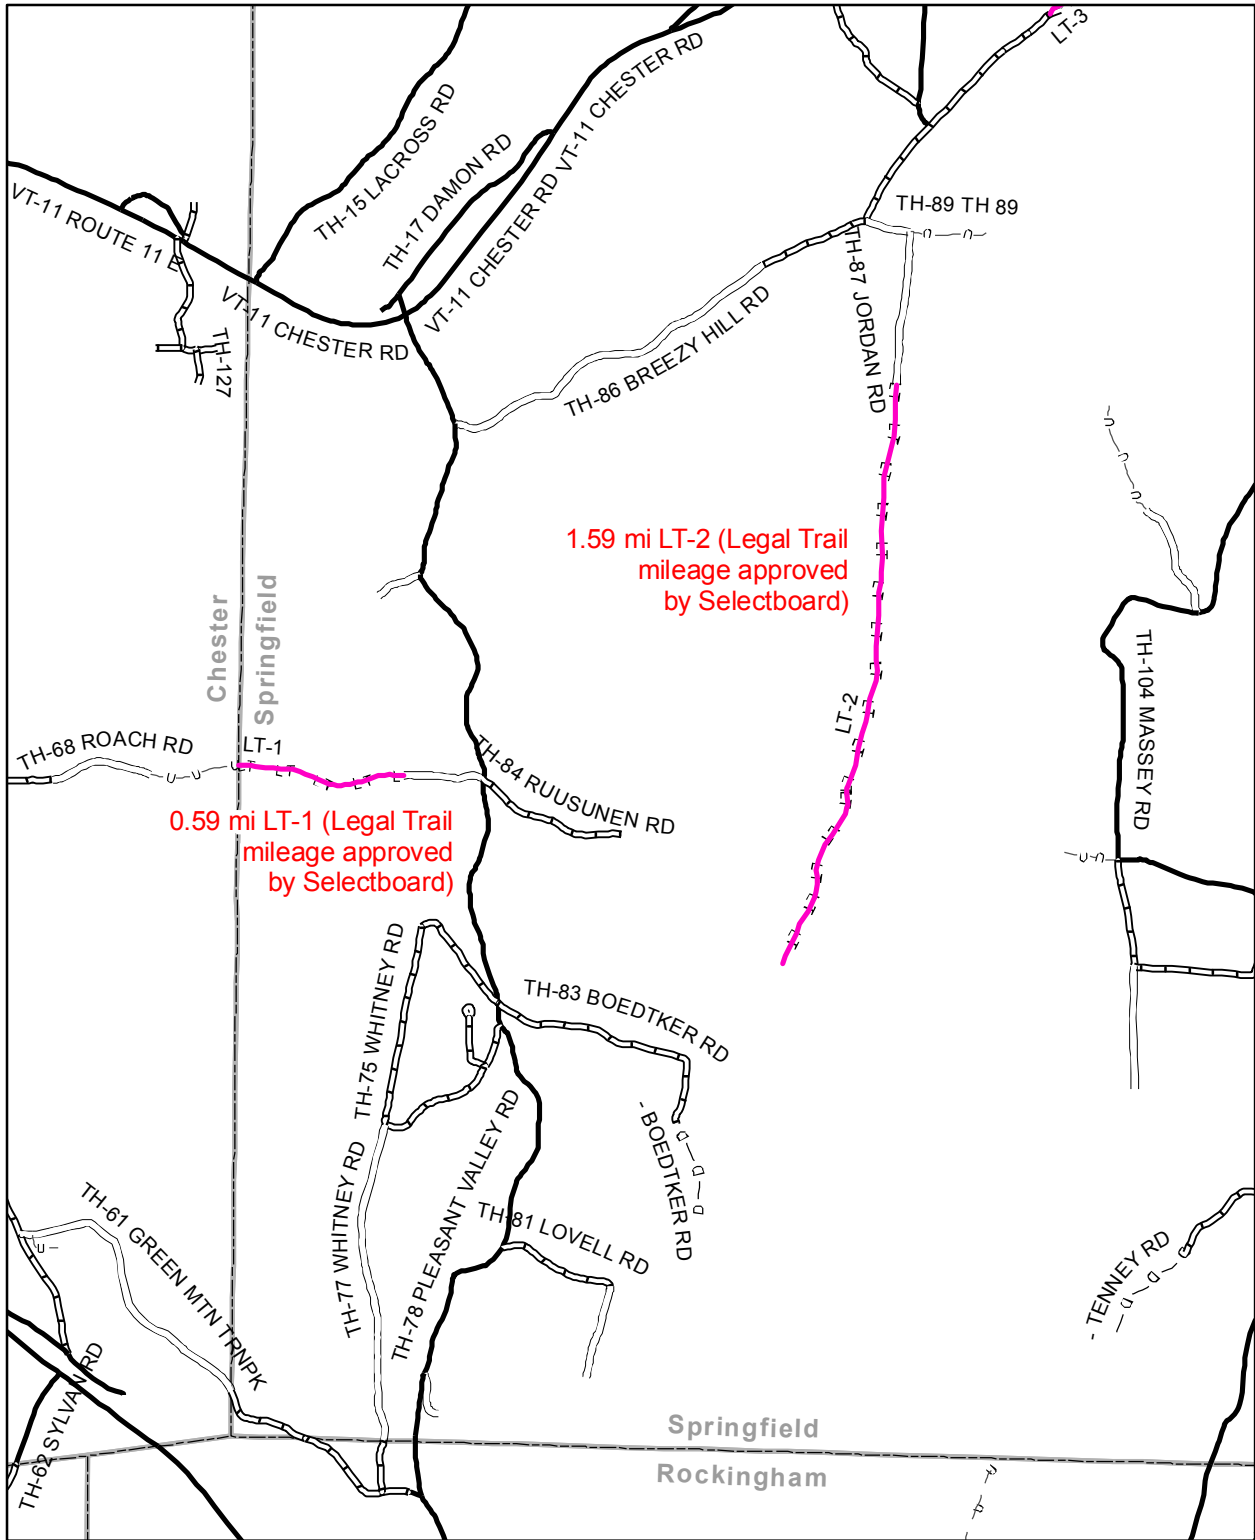 LT-3
VT-11 CHESTER RD
TH-15 LACROSS RD
TH-17 DAMON RD
VT-11 CHESTER RD
TH-89 TH 89
VT-11 ROUTE 11 E
VT-11 CHESTER RD
TH-127
TH-87 JORDAN RD
TH-86 BREEZY HILL RD
1.59 mi LT-2 (Legal Trail
mileage approved
by Selectboard)
Chester
Springfield
TH-104 MASSEY RD
LT-2
TH-68 ROACH RD
LT-1
TH-84 RUUSUNEN RD
0.59 mi LT-1 (Legal Trail
mileage approved
by Selectboard)
TH-75 WHITNEY RD
TH-83 BOEDTKER RD
- BOEDTKER RD
TH-77 WHITNEY RD
TH-78 PLEASANT VALLEY RD
TH-81 LOVELL RD
TH-61 GREEN MTN TRNPK
- TENNEY RD
TH-62 SYLVAN RD
Springfield
Rockingham